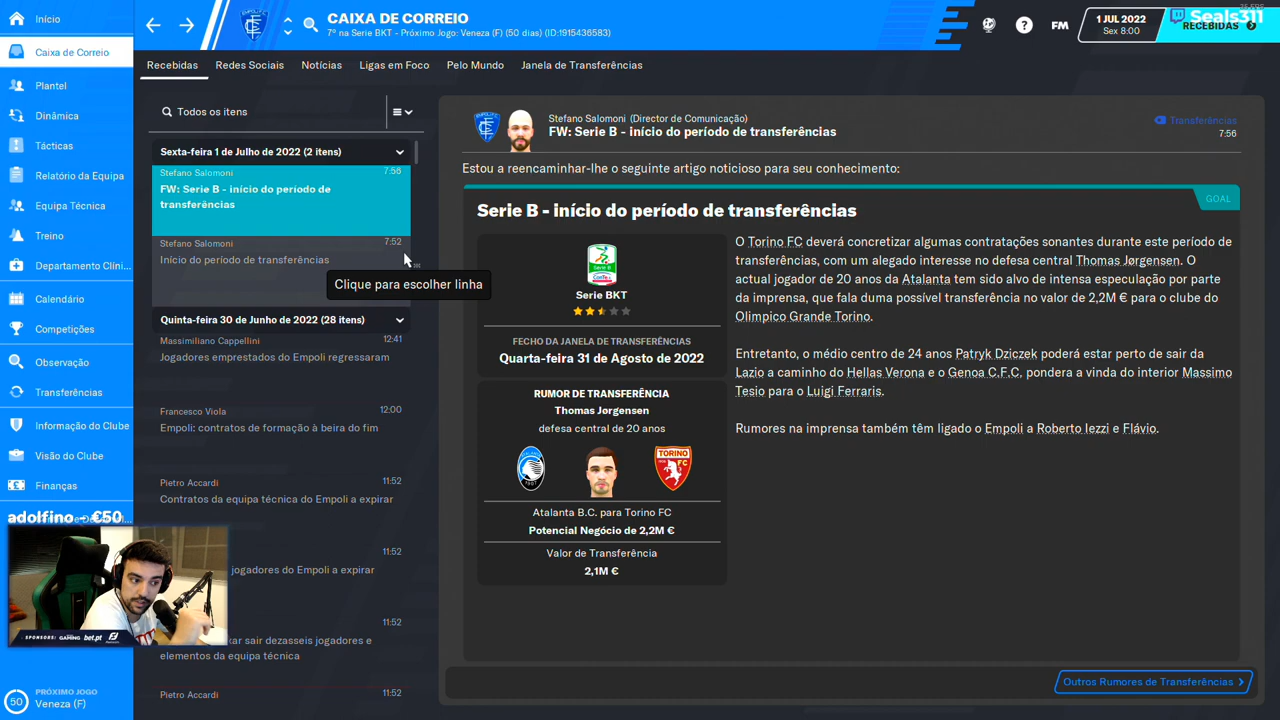 Início
Caixa de Correio
Plantel
Dinâmica
Tácticas
Relatório da Equipa
Equipa Técnica
Treino
Departamento Clíni...
Calendário
Competições
Observação
Transferências
Informação do Clube
Visão do Clube
Finanças
adolfino - €50
SPONSORS: GAMING bet.pt
50
PRÓXIMO JOGO
Veneza (F)
CAIXA DE CORREIO
7º na Serie BKT - Próximo Jogo: Veneza (F) (50 dias) (ID:1915436583)
FM
1 JUL 2022
Sex 8:00
Seals311
RECEBIDAS
Recebidas
Redes Sociais
Notícias
Ligas em Foco
Pelo Mundo
Janela de Transferências
Todos os itens
Sexta-feira 1 de Julho de 2022 (2 itens)
Stefano Salomoni 7:56
FW: Serie B - início do período de
transferências
Stefano Salomoni 7:52
Início do período de transferências
Clique para escolher linha
Quinta-feira 30 de Junho de 2022 (28 itens)
Massimiliano Cappellini 12:41
Jogadores emprestados do Empoli regressaram
Francesco Viola 12:00
Empoli: contratos de formação à beira do fim
Pietro Accardi 11:52
Contratos da equipa técnica do Empoli a expirar
11:52
jogadores do Empoli a expirar
11:52
xar sair dezasseis jogadores e
elementos da equipa técnica
Pietro Accardi 11:52
Stefano Salomoni (Director de Comunicação)
FW: Serie B - início do período de transferências
Transferências
7:56
Estou a reencaminhar-lhe o seguinte artigo noticioso para seu conhecimento:
Serie B - início do período de transferências
GOAL
Serie B
Serie BKT
FECHO DA JANELA DE TRANSFERÊNCIAS
Quarta-feira 31 de Agosto de 2022
RUMOR DE TRANSFERÊNCIA
Thomas Jørgensen
defesa central de 20 anos
TORINO FC
Atalanta B.C. para Torino FC
Potencial Negócio de 2,2M €
Valor de Transferência
2,1M €
O Torino FC deverá concretizar algumas contratações sonantes durante este período de
transferências, com um alegado interesse no defesa central Thomas Jørgensen. O
actual jogador de 20 anos da Atalanta tem sido alvo de intensa especulação por parte
da imprensa, que fala duma possível transferência no valor de 2,2M € para o clube do
Olimpico Grande Torino.
Entretanto, o médio centro de 24 anos Patryk Dziczek poderá estar perto de sair da
Lazio a caminho do Hellas Verona e o Genoa C.F.C. pondera a vinda do interior Massimo
Tesio para o Luigi Ferraris.
Rumores na imprensa também têm ligado o Empoli a Roberto Iezzi e Flávio.
Outros Rumores de Transferências